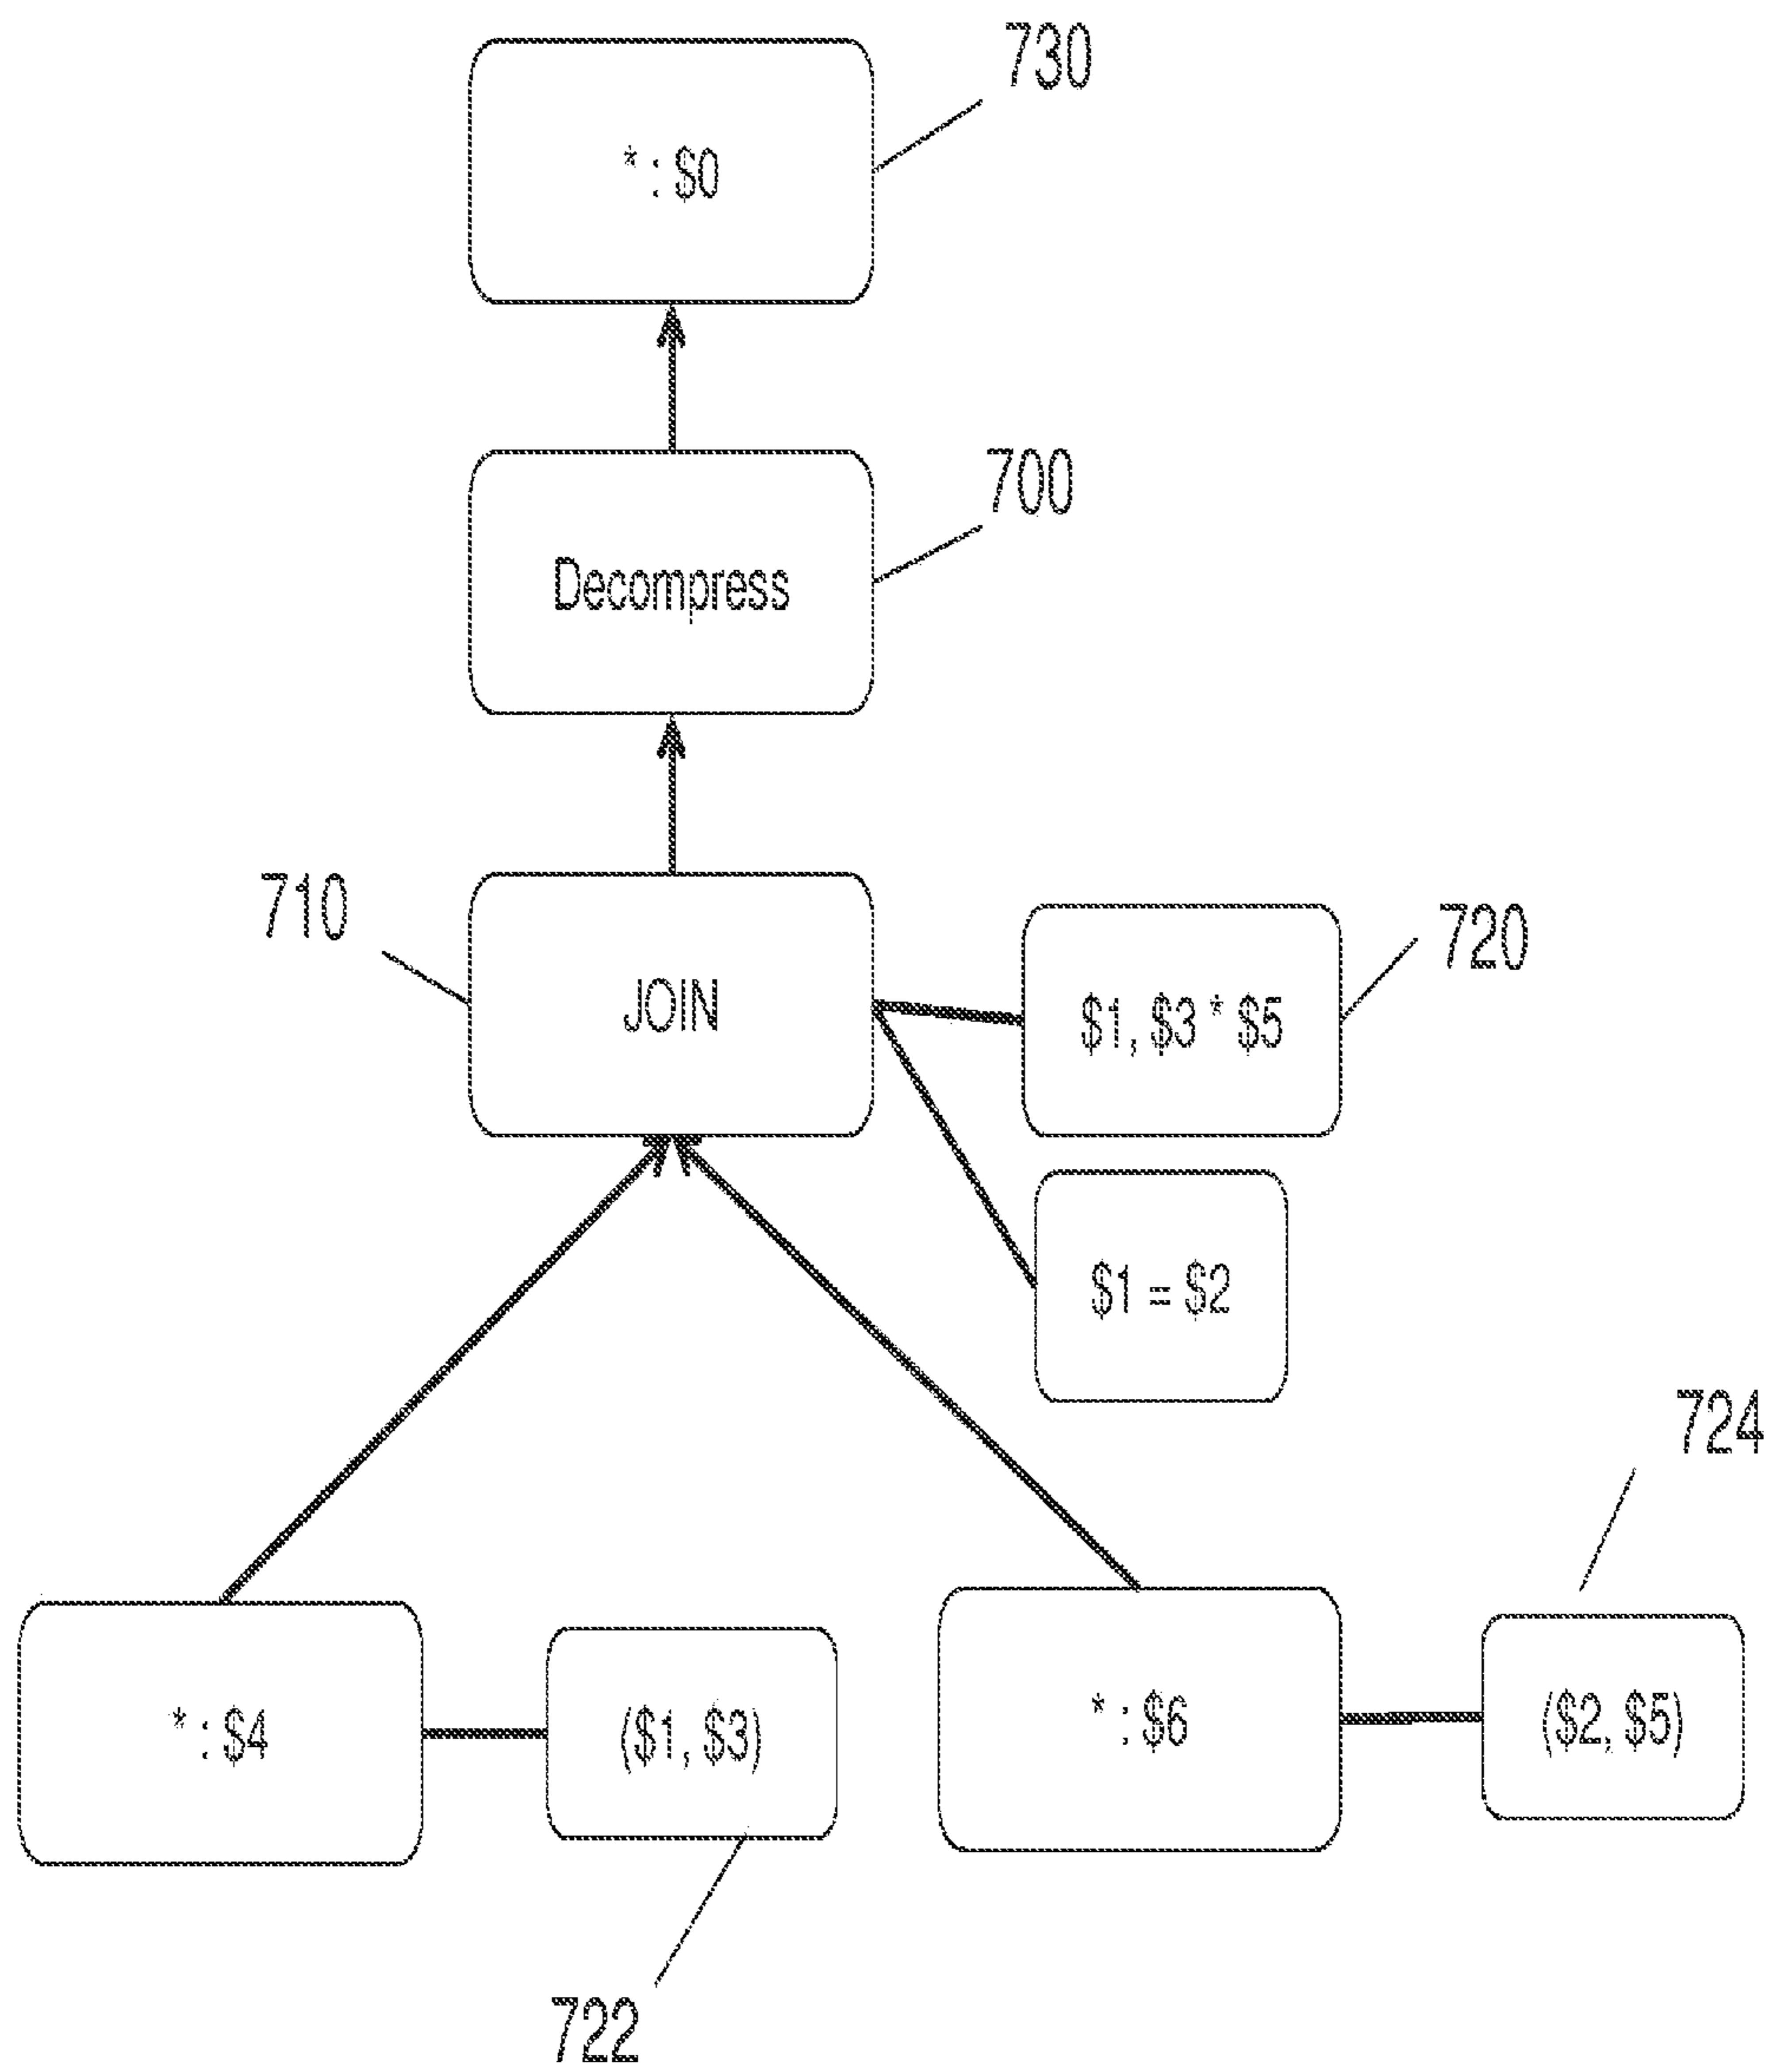 730
* : $0
700
Decompress
710
JOIN
720
$1, $3 * $5
$1 = $2
724
* : $4
($1, $3)
* : $6
($2, $5)
722